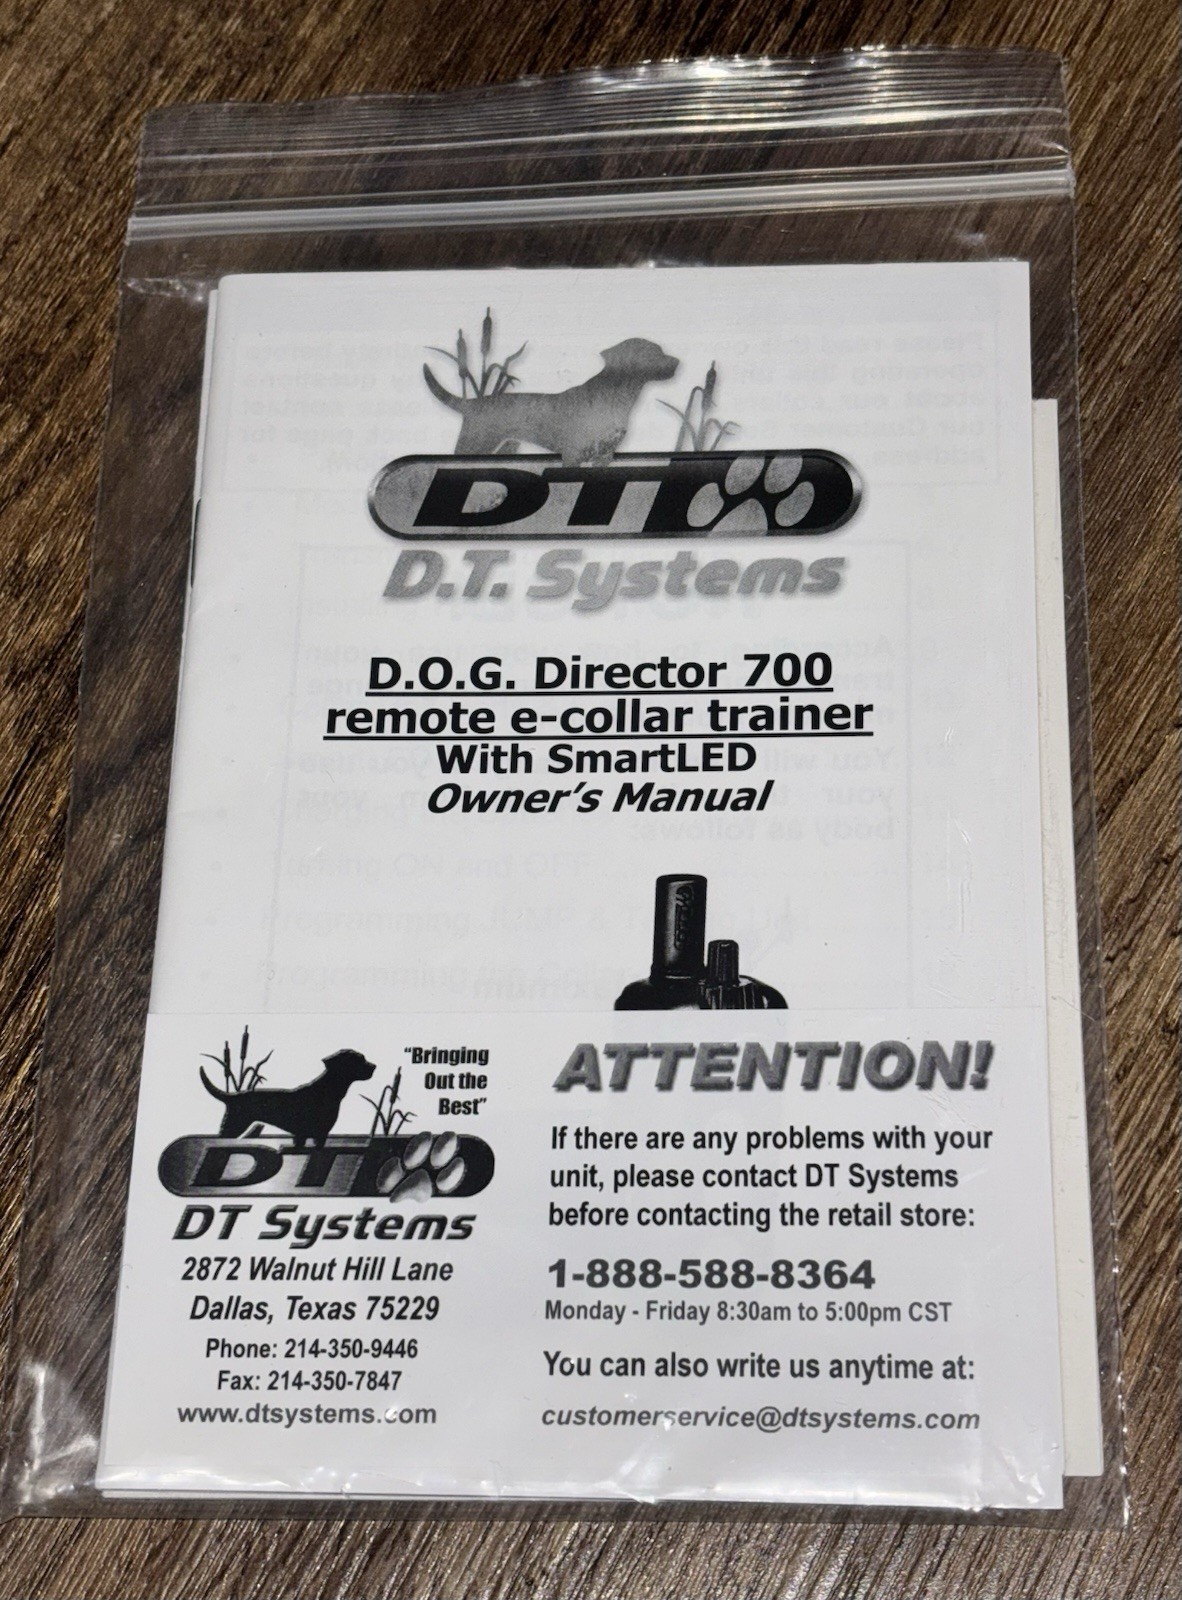 DT
D.T. Systems
D.O.G. Director 700
remote e-collar trainer
With SmartLED
Owner's Manual
"Bringing
Out the
Best"
DT
DT Systems
2872 Walnut Hill Lane
Dallas, Texas 75229
Phone: 214-350-9446
Fax: 214-350-7847
www.dtsystems.com
ATTENTION!
If there are any problems with your
unit, please contact DT Systems
before contacting the retail store:
1-888-588-8364
Monday - Friday 8:30am to 5:00pm CST
You can also write us anytime at:
customerservice@dtsystems.com